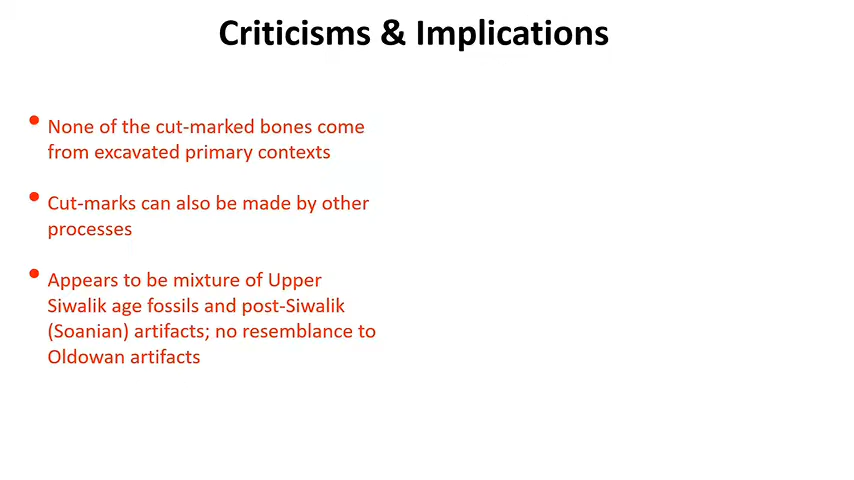 Criticisms & Implications
• None of the cut-marked bones come
from excavated primary contexts
• Cut-marks can also be made by other
processes
• Appears to be mixture of Upper
Siwalik age fossils and post-Siwalik
(Soanian) artifacts; no resemblance to
Oldowan artifacts